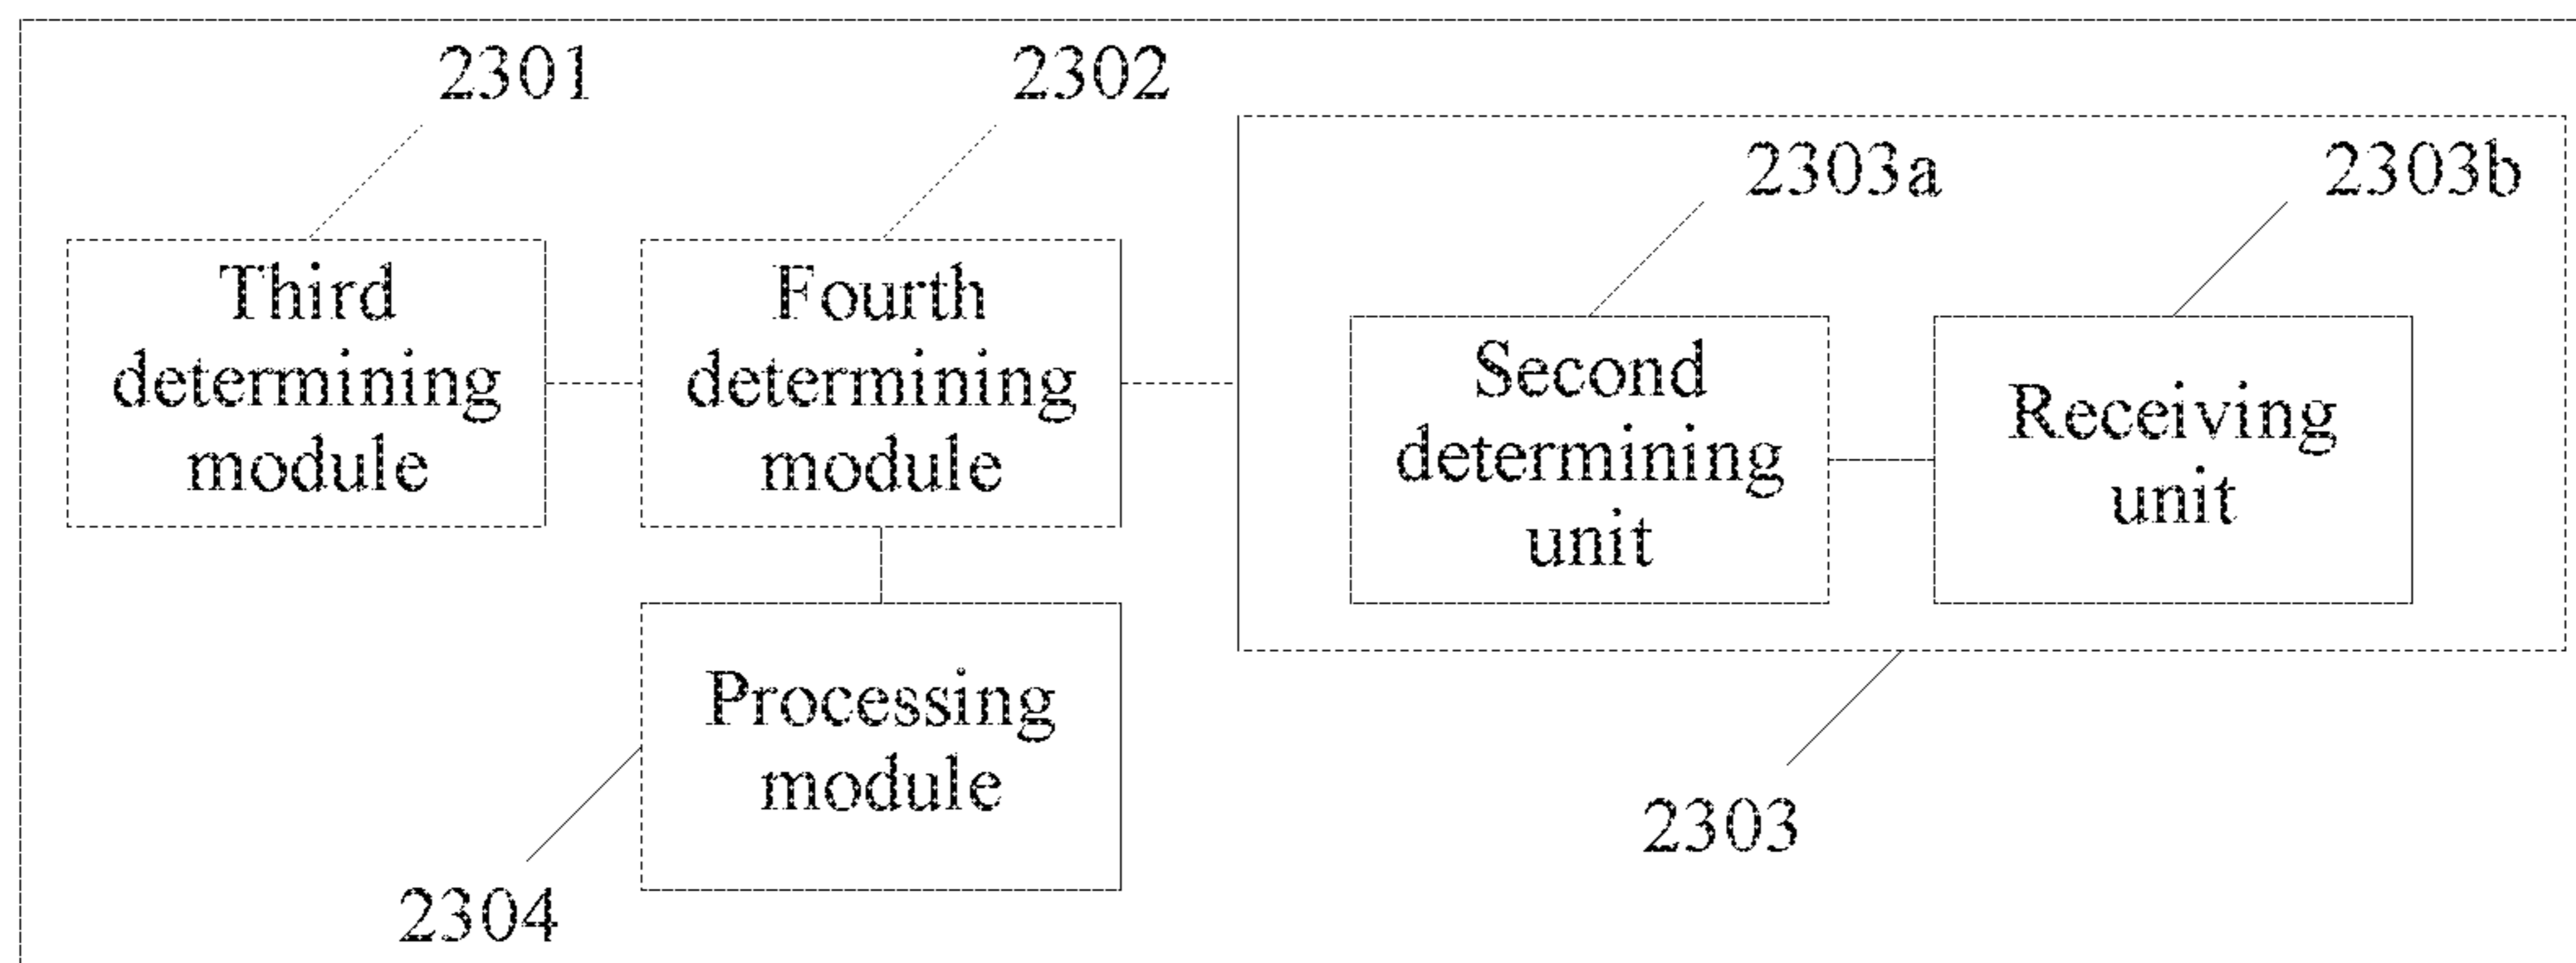 2301
2302
2303a
2303b
Third
determining
module
Fourth
determining
module
Second
determining
unit
Receiving
unit
Processing
module
2303
2304